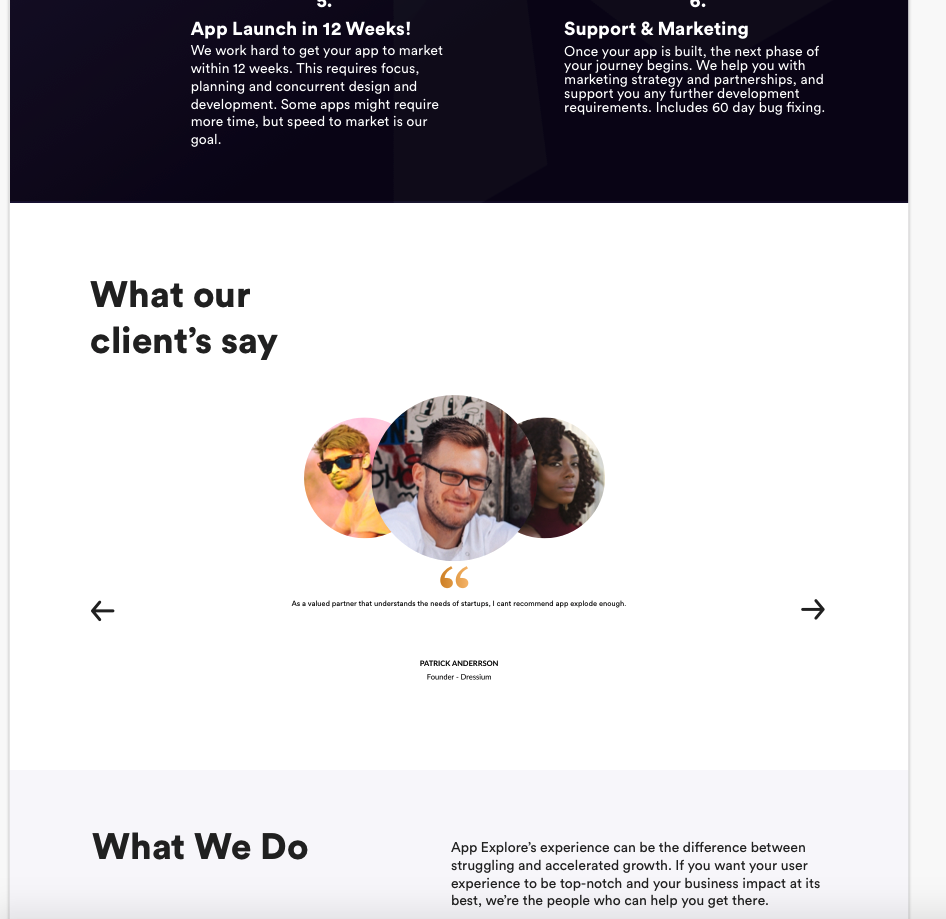 5.
App Launch in 12 Weeks!
We work hard to get your app to market
within 12 weeks. This requires focus,
planning and concurrent design and
development. Some apps might require
more time, but speed to market is our
goal.
6.
Support & Marketing
Once your app is built, the next phase of
your journey begins. We help you with
marketing strategy and partnerships, and
support you any further development
requirements. Includes 60 day bug fixing.
What our
client’s say
“
As a valued partner that understands the needs of startups, I cant recommend app explode enough.
PATRICK ANDERRSON
Founder - Dressium
What We Do
App Explore’s experience can be the difference between
struggling and accelerated growth. If you want your user
experience to be top-notch and your business impact at its
best, we’re the people who can help you get there.